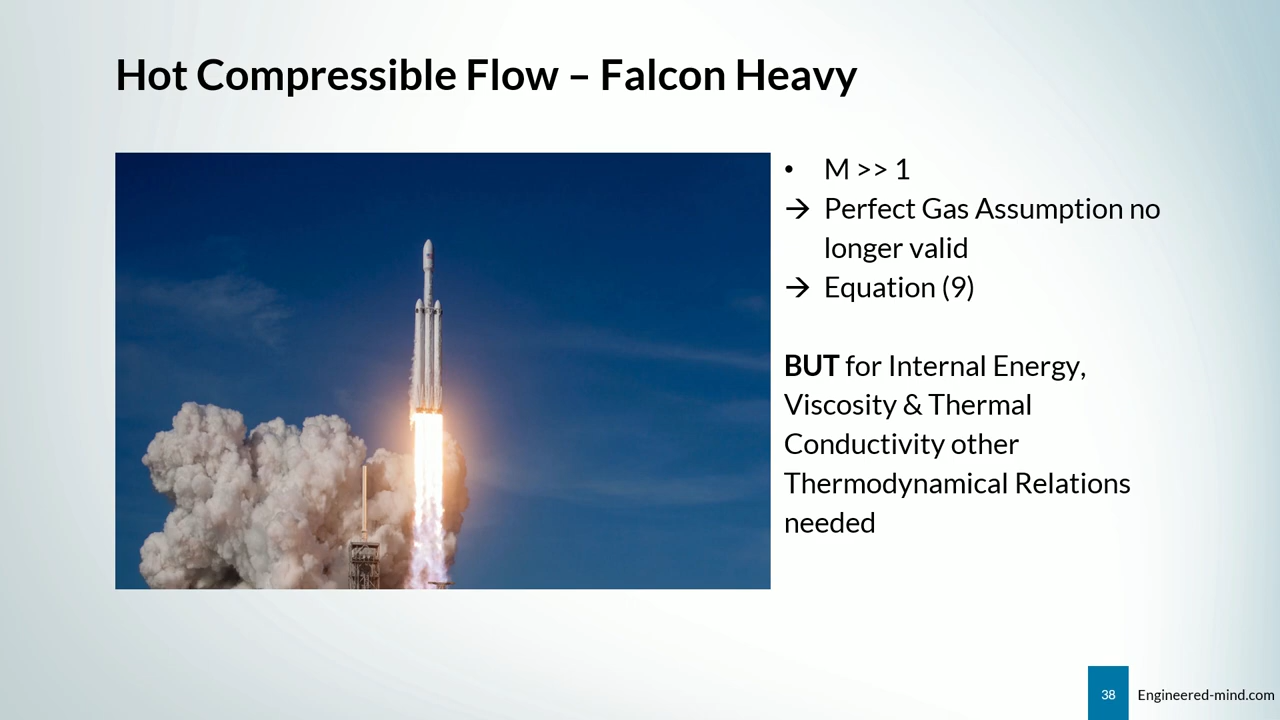 Hot Compressible Flow – Falcon Heavy
• M >> 1
→ Perfect Gas Assumption no
longer valid
→ Equation (9)
BUT for Internal Energy,
Viscosity & Thermal
Conductivity other
Thermodynamical Relations
needed
38 Engineered-mind.com